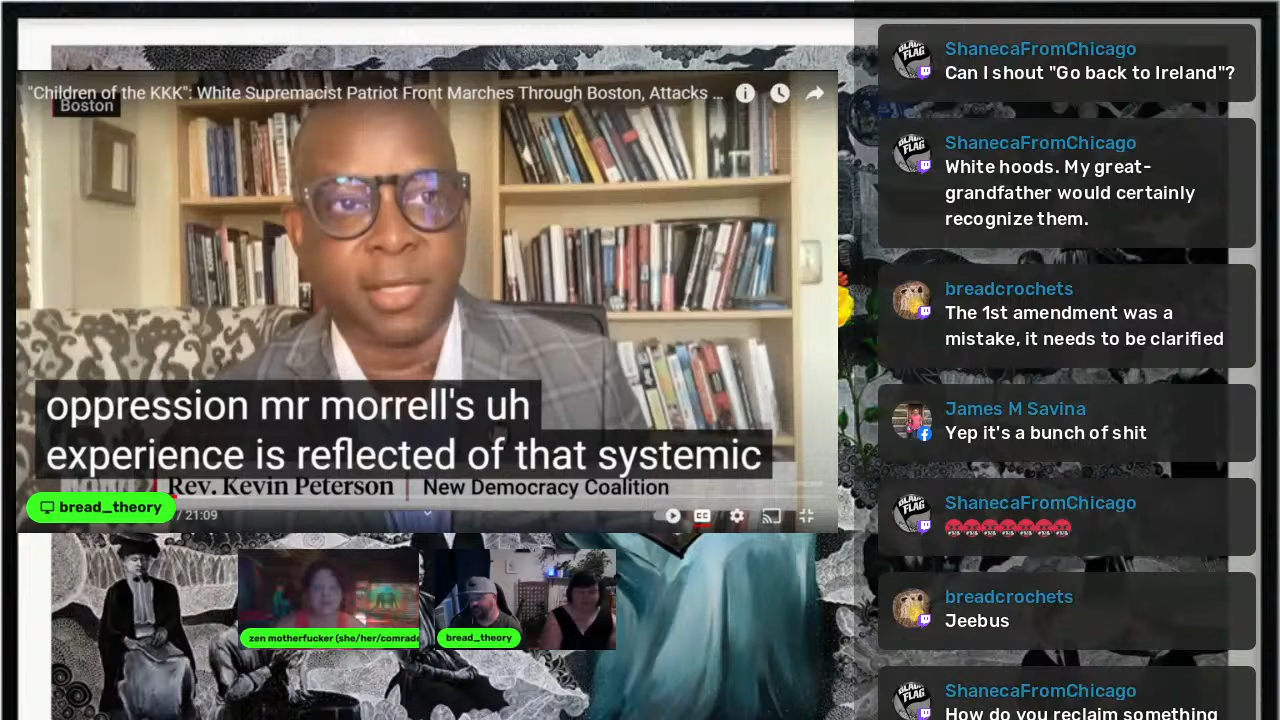 "Children of the KKK": White Supremacist Patriot Front Marches Through Boston, Attacks ...
Boston
oppression mr morrell's uh
experience is reflected of that systemic
Rev. Kevin Peterson | New Democracy Coalition
bread_theory
/ 21:09
CC
zen motherfucker (she/her/comrade
bread_theory
ShanecaFromChicago
Can I shout "Go back to Ireland"?
ShanecaFromChicago
White hoods. My great-
grandfather would certainly
recognize them.
breadcrochets
The 1st amendment was a
mistake, it needs to be clarified
James M Savina
Yep it's a bunch of shit
ShanecaFromChicago
breadcrochets
Jeebus
ShanecaFromChicago
How do you reclaim something